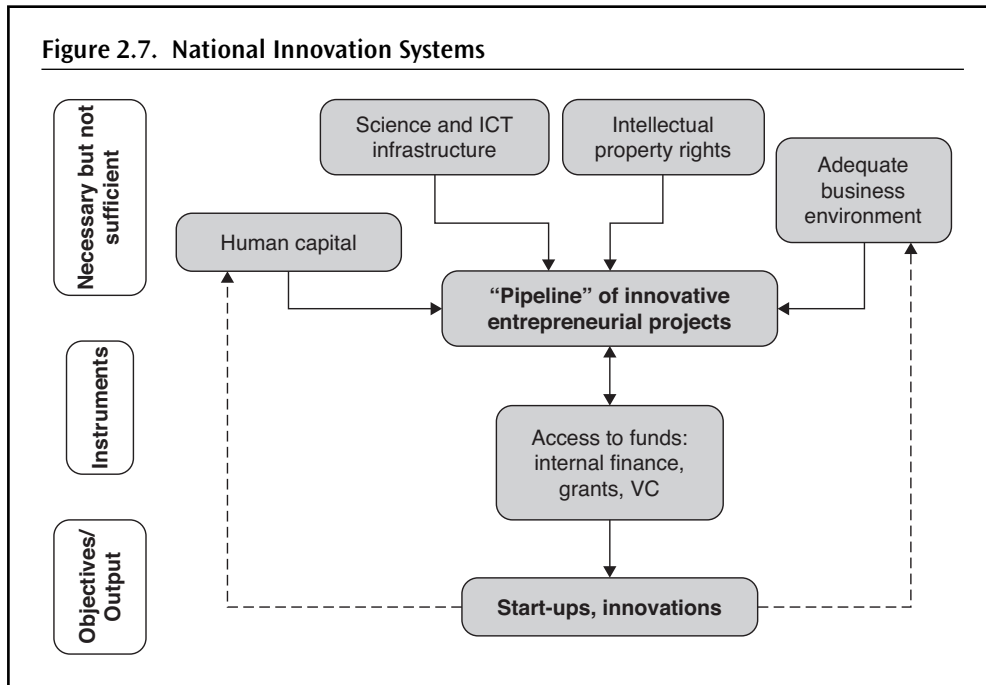 Figure 2.7. National Innovation Systems
Necessary but not
sufficient
Science and ICT
infrastructure
Intellectual
property rights
Adequate
business
environment
Human capital
“Pipeline” of innovative
entrepreneurial projects
Instruments
Access to funds:
internal finance,
grants, VC
Objectives/
Output
Start-ups, innovations